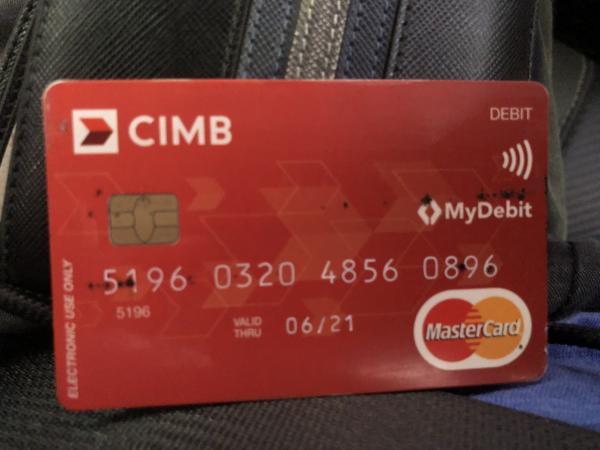 CIMB
DEBIT
MyDebit
5196 0320 4856 0896
5196
VALID THRU 06/21
MasterCard
ELECTRONIC USE ONLY